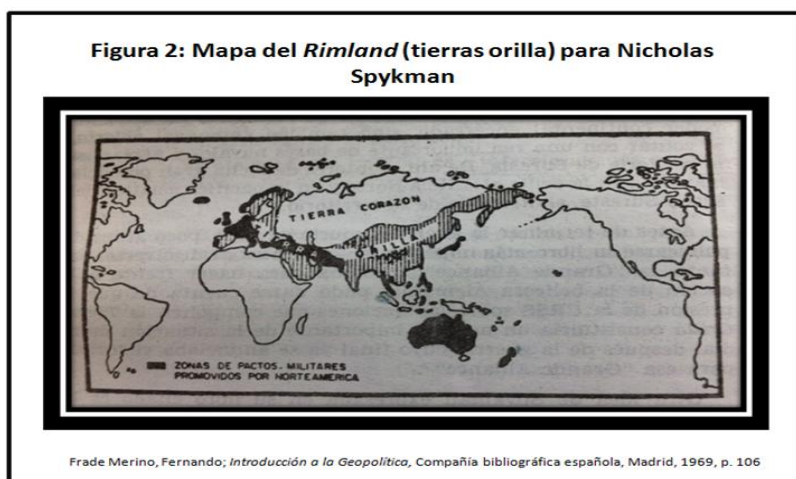 Figura 2: Mapa del Rimland (tierras orilla) para Nicholas
Spykman
TIERRA CORAZON
ORILLA
ZONAS DE PACTOS MILITARES
PROMOVIDOS POR NORTEAMERICA
Frade Merino, Fernando; Introducción a la Geopolítica, Compañía bibliográfica española, Madrid, 1969, p. 106